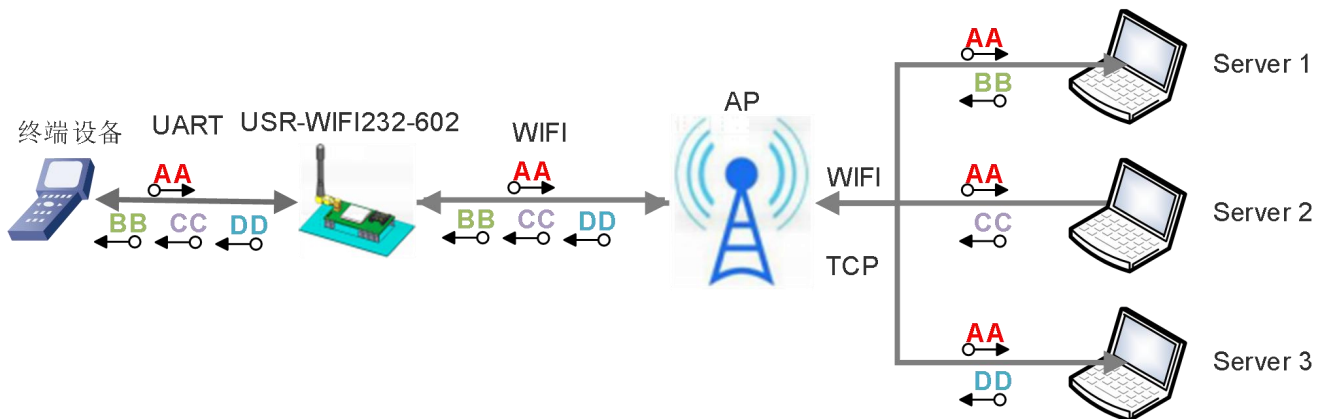 终端设备
UART
USR-WIFI232-602
AA
BB
CC
DD
WIFI
AA
BB
CC
DD
AP
WIFI
TCP
AA
BB
Server 1
AA
CC
Server 2
AA
DD
Server 3